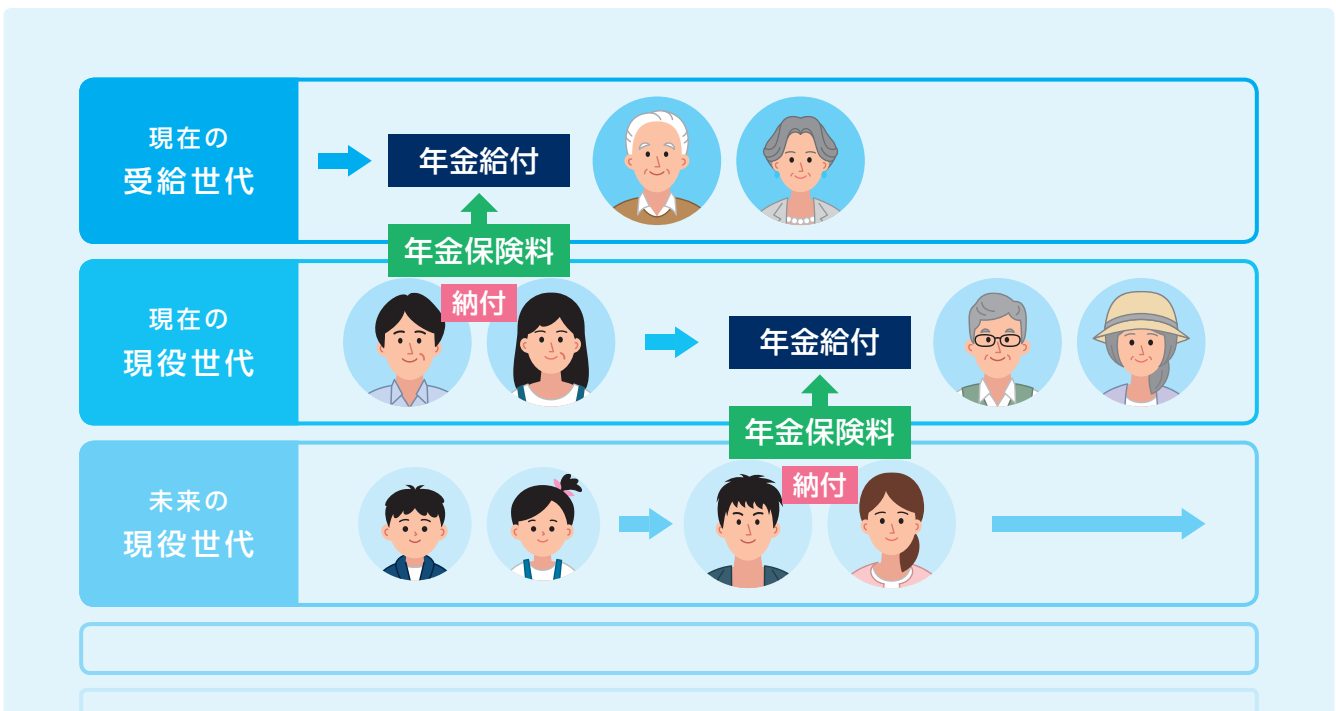 現在の
受給世代
年金給付
年金保険料
納付
現在の
現役世代
年金給付
年金保険料
納付
未来の
現役世代